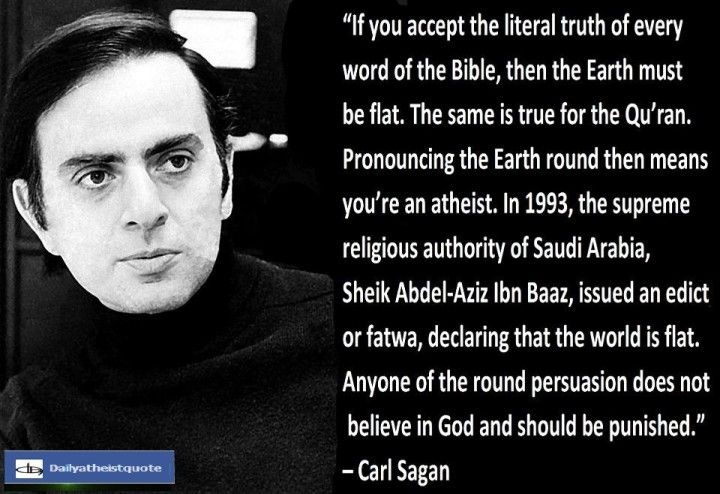 “If you accept the literal truth of every
word of the Bible, then the Earth must
be flat. The same is true for the Qu’ran.
Pronouncing the Earth round then means
you’re an atheist. In 1993, the supreme
religious authority of Saudi Arabia,
Sheik Abdel-Aziz Ibn Baaz, issued an edict
or fatwa, declaring that the world is flat.
Anyone of the round persuasion does not
believe in God and should be punished.”
– Carl Sagan
Dailyatheistquote